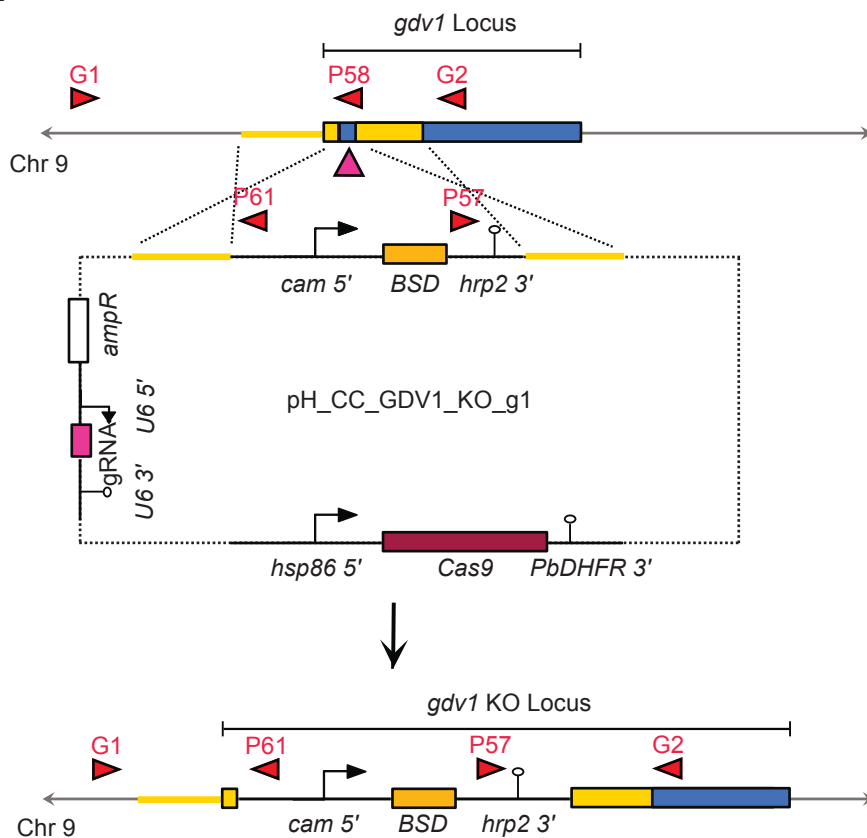 gdv1 Locus
G1
P58
G2
Chr 9
P61
P57
cam 5'
BSD
hrp2 3'
ampR
U6 5'
gRNA
U6 3'
pH_CC_GDV1_KO_g1
hsp86 5'
Cas9
PbDHFR 3'
gdv1 KO Locus
G1
P61
P57
G2
cam 5'
BSD
hrp2 3'
Chr 9